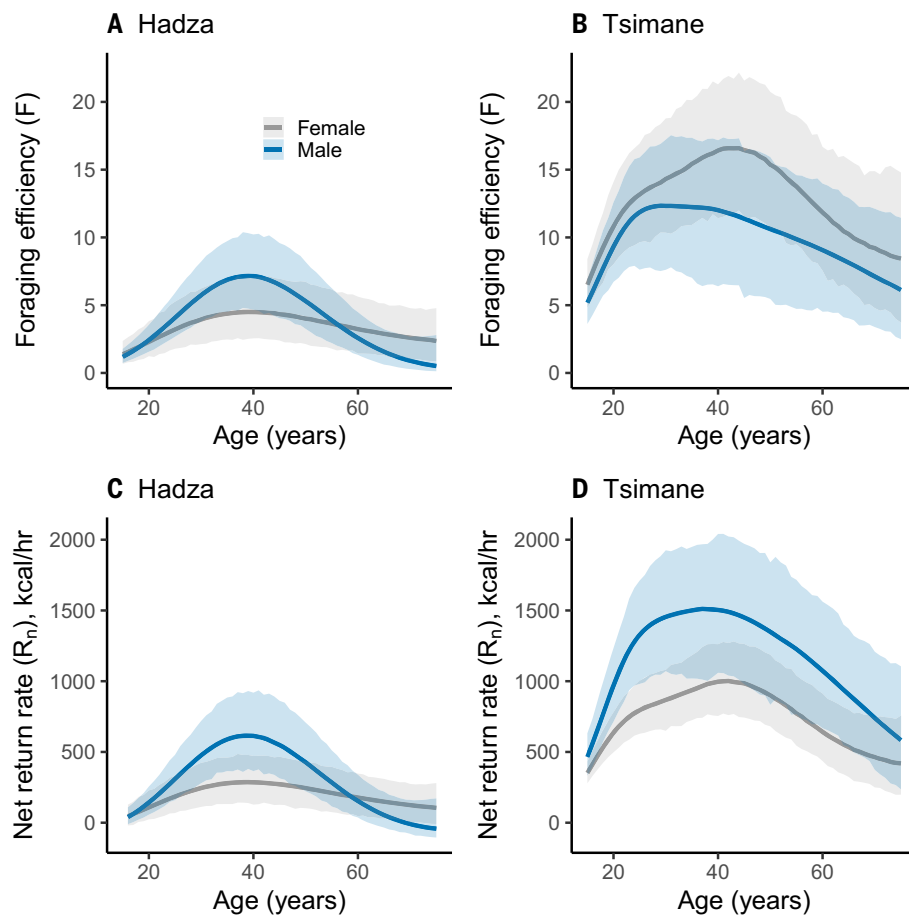 A Hadza
Foraging efficiency (F)
20
15
10
5
0
Female
Male
20 40 60
Age (years)
B Tsimane
Foraging efficiency (F)
20
15
10
5
0
20 40 60
Age (years)
C Hadza
Net return rate (Rn), kcal/hr
2000
1500
1000
500
0
20 40 60
Age (years)
D Tsimane
Net return rate (Rn), kcal/hr
2000
1500
1000
500
0
20 40 60
Age (years)